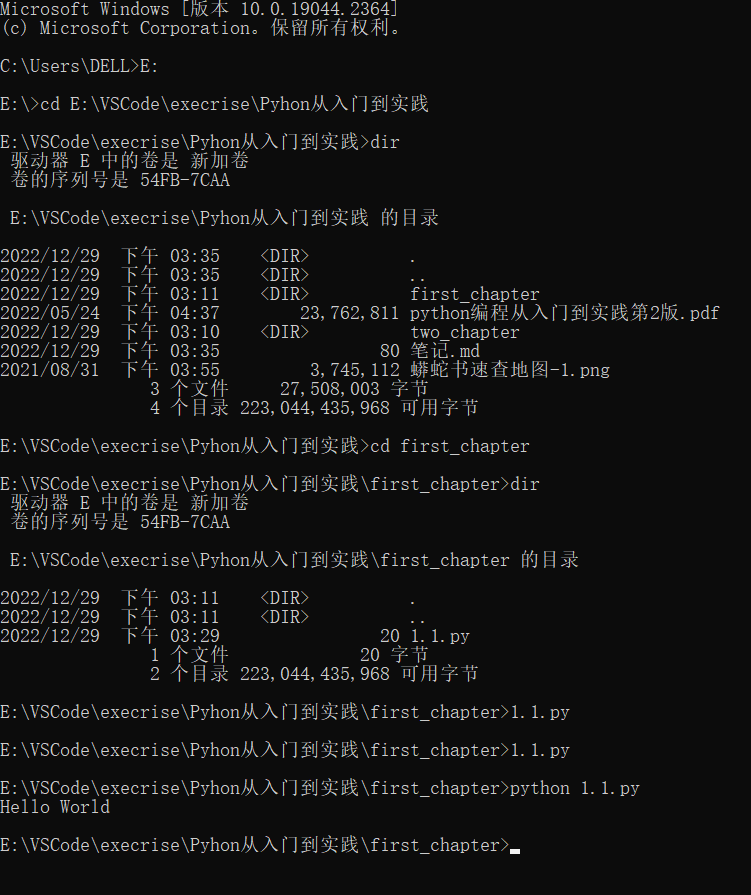 Microsoft Windows [版本 10.0.19044.2364]
(c) Microsoft Corporation。保留所有权利。
C:\Users\DELL>E:
E:\>cd E:\VSCode\execrise\Pyhon从入门到实践
E:\VSCode\execrise\Pyhon从入门到实践>dir
驱动器 E 中的卷是 新加卷
卷的序列号是 54FB-7CAA
E:\VSCode\execrise\Pyhon从入门到实践 的目录
2022/12/29  下午 03:35    <DIR>          .
2022/12/29  下午 03:35    <DIR>          ..
2022/12/29  下午 03:11    <DIR>          first_chapter
2022/05/24  下午 04:37        23,762,811 python编程从入门到实践第2版.pdf
2022/12/29  下午 03:10    <DIR>          two_chapter
2022/12/29  下午 03:35                80 笔记.md
2021/08/31  下午 03:55         3,745,112 蟒蛇书速查地图-1.png
3 个文件     27,508,003 字节
4 个目录 223,044,435,968 可用字节
E:\VSCode\execrise\Pyhon从入门到实践>cd first_chapter
E:\VSCode\execrise\Pyhon从入门到实践\first_chapter>dir
驱动器 E 中的卷是 新加卷
卷的序列号是 54FB-7CAA
E:\VSCode\execrise\Pyhon从入门到实践\first_chapter 的目录
2022/12/29  下午 03:11    <DIR>          .
2022/12/29  下午 03:11    <DIR>          ..
2022/12/29  下午 03:29                20 1.1.py
1 个文件             20 字节
2 个目录 223,044,435,968 可用字节
E:\VSCode\execrise\Pyhon从入门到实践\first_chapter>1.1.py
E:\VSCode\execrise\Pyhon从入门到实践\first_chapter>1.1.py
E:\VSCode\execrise\Pyhon从入门到实践\first_chapter>python 1.1.py
Hello World
E:\VSCode\execrise\Pyhon从入门到实践\first_chapter>